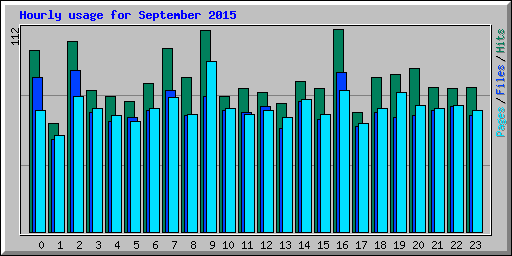 Hourly usage for September 2015
112
Pages/Files/Hits
0 1 2 3 4 5 6 7 8 9 10 11 12 13 14 15 16 17 18 19 20 21 22 23